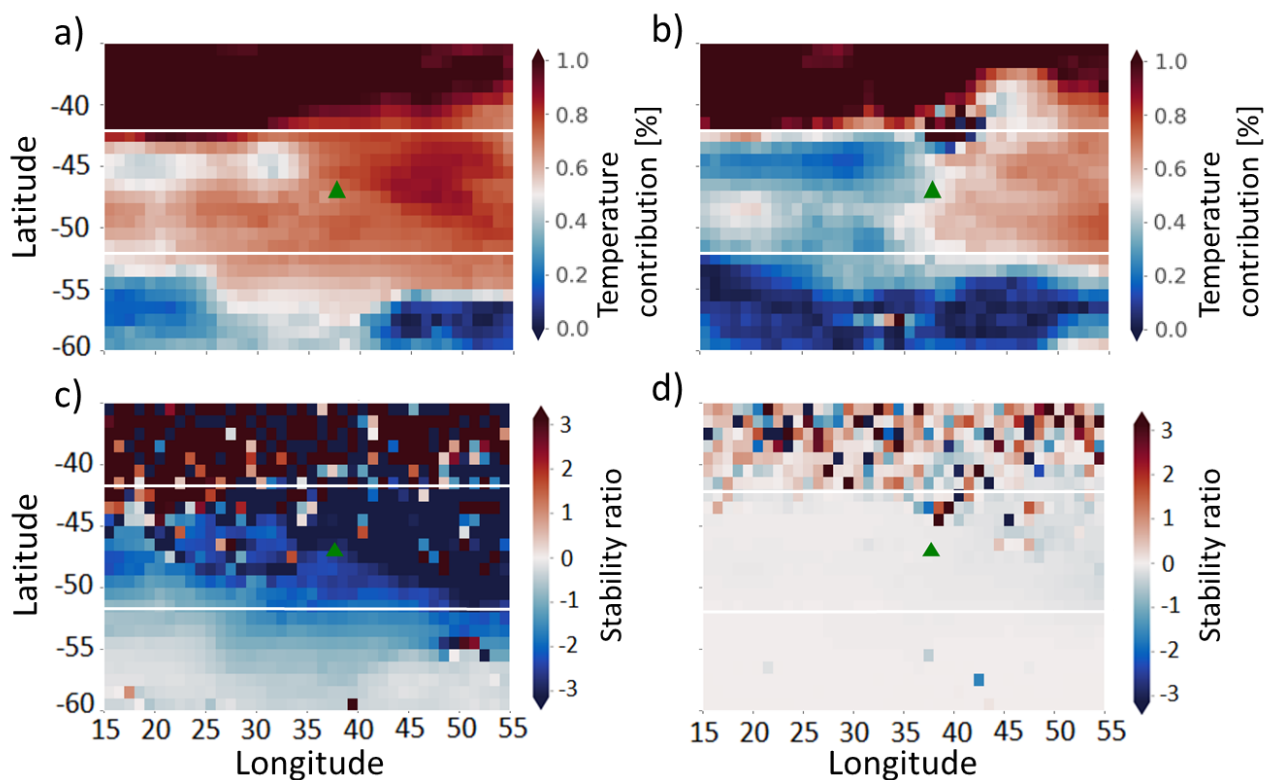 a)
b)
Latitude
-40
-45
-50
-55
-60
1.0
0.8
0.6
0.4
0.2
0.0
Temperature
contribution [%]
1.0
0.8
0.6
0.4
0.2
0.0
Temperature
contribution [%]
c)
d)
Latitude
-40
-45
-50
-55
-60
15 20 25 30 35 40 45 50 55
Longitude
3
2
1
0
-1
-2
-3
Stability ratio
15 20 25 30 35 40 45 50 55
Longitude
3
2
1
0
-1
-2
-3
Stability ratio